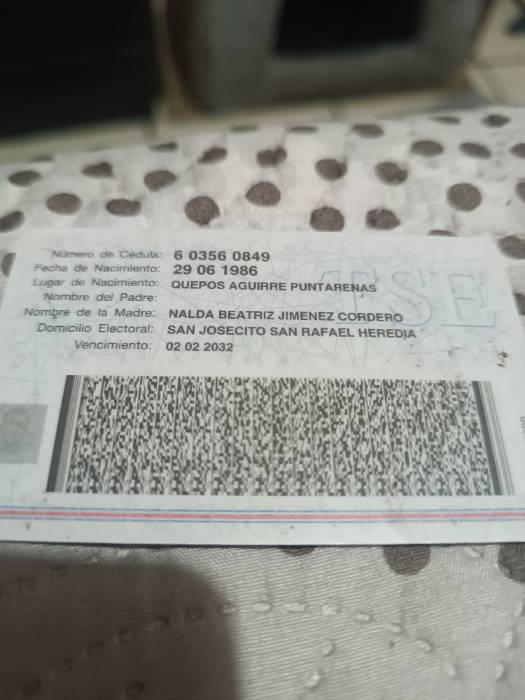 Número de Cédula: 6 0356 0849
Fecha de Nacimiento: 29 06 1986
Lugar de Nacimiento: QUEPOS AGUIRRE PUNTARENAS
Nombre del Padre:
Nombre de la Madre: NALDA BEATRIZ JIMENEZ CORDERO
Domicilio Electoral: SAN JOSECITO SAN RAFAEL HEREDIA
Vencimiento: 02 02 2032
TSE